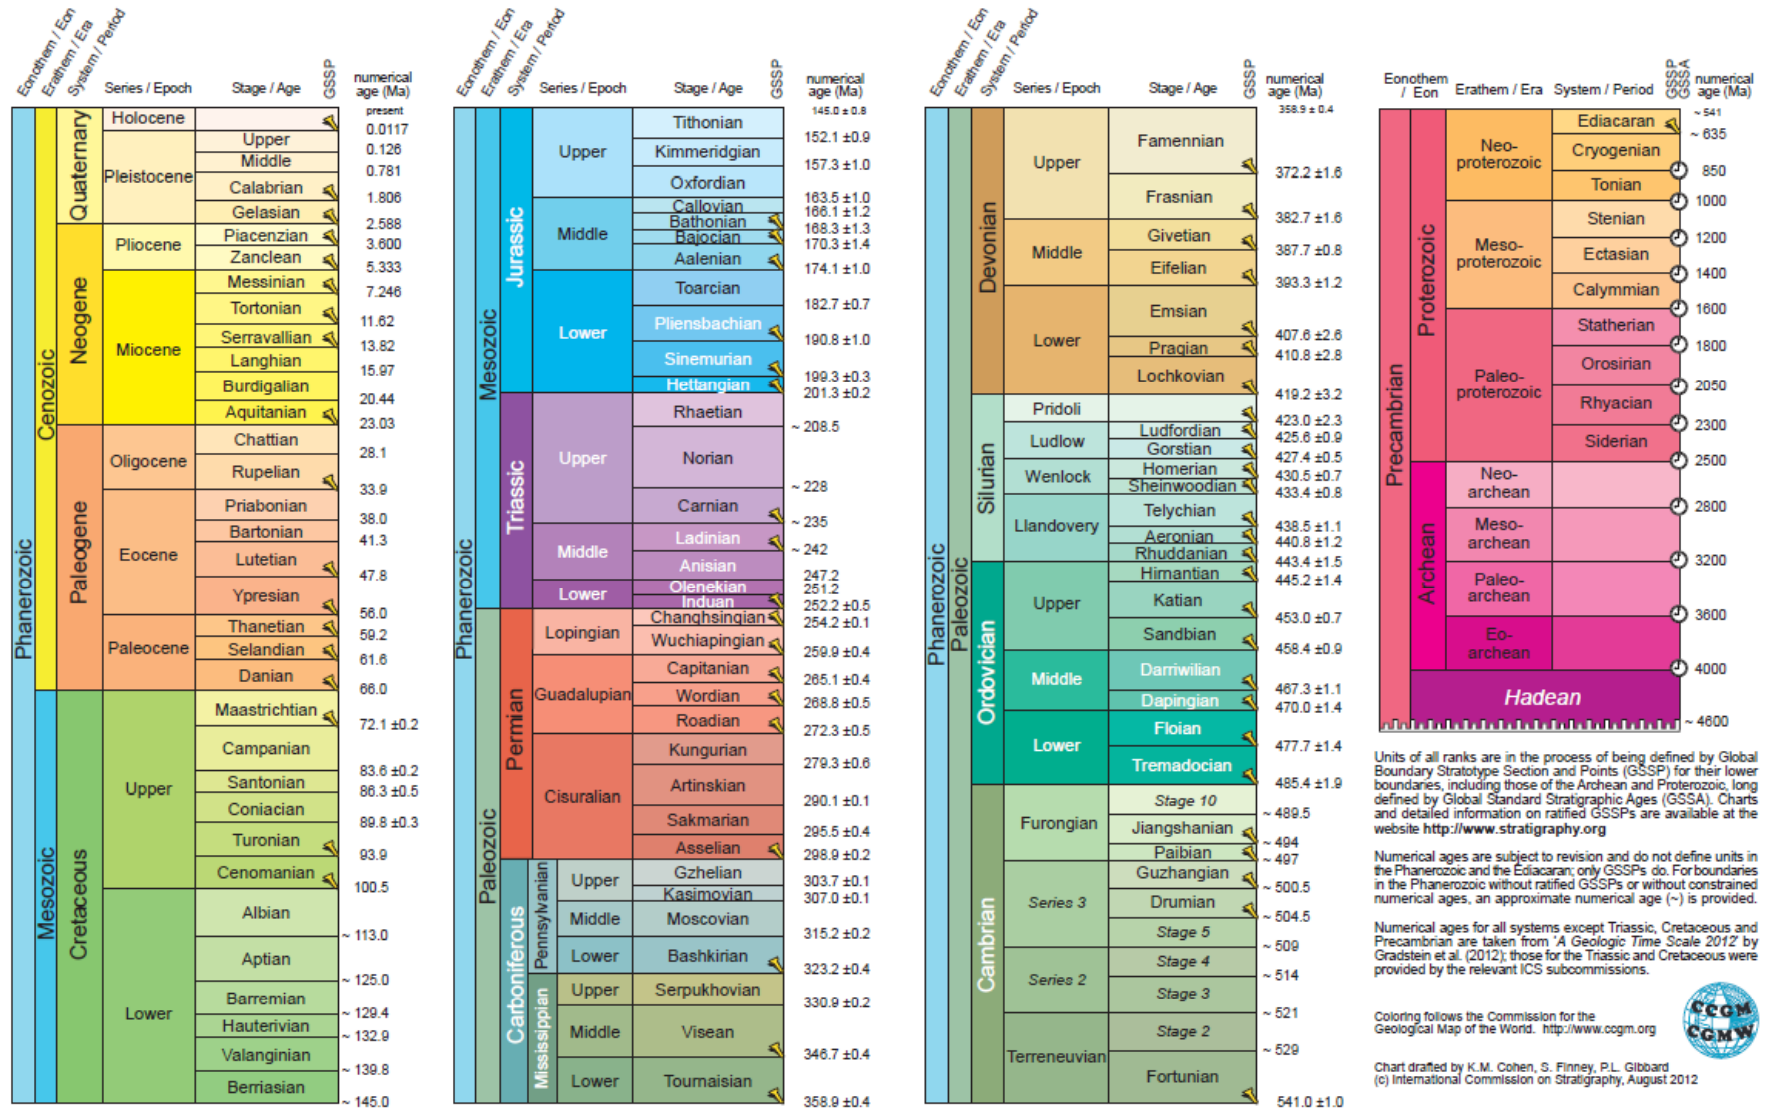 Eonothem / Eon
Erathem / Era
System / Period
Series / Epoch
Stage / Age
GSSP
numerical
age (Ma)
present
Phanerozoic
Cenozoic
Quaternary
Holocene
0.0117
Pleistocene
Upper
0.126
Middle
0.781
Calabrian
1.806
Gelasian
2.588
Neogene
Pliocene
Piacenzian
3.600
Zanclean
5.333
Miocene
Messinian
7.246
Tortonian
11.62
Serravallian
13.82
Langhian
15.97
Burdigalian
20.44
Aquitanian
23.03
Paleogene
Oligocene
Chattian
28.1
Rupelian
33.9
Eocene
Priabonian
38.0
Bartonian
41.3
Lutetian
47.8
Ypresian
56.0
Paleocene
Thanetian
59.2
Selandian
61.6
Danian
66.0
Mesozoic
Cretaceous
Upper
Maastrichtian
72.1 ±0.2
Campanian
83.6 ±0.2
Santonian
86.3 ±0.5
Coniacian
89.8 ±0.3
Turonian
93.9
Cenomanian
100.5
Lower
Albian
~ 113.0
Aptian
~ 125.0
Barremian
~ 129.4
Hauterivian
~ 132.9
Valanginian
~ 139.8
Berriasian
~ 145.0
Eonothem / Eon
Erathem / Era
System / Period
Series / Epoch
Stage / Age
GSSP
numerical
age (Ma)
145.0 ± 0.8
Phanerozoic
Mesozoic
Jurassic
Upper
Tithonian
152.1 ±0.9
Kimmeridgian
157.3 ±1.0
Oxfordian
163.5 ±1.0
Middle
Callovian
166.1 ±1.2
Bathonian
168.3 ±1.3
Bajocian
170.3 ±1.4
Aalenian
174.1 ±1.0
Lower
Toarcian
182.7 ±0.7
Pliensbachian
190.8 ±1.0
Sinemurian
199.3 ±0.3
Hettangian
201.3 ±0.2
Triassic
Upper
Rhaetian
~ 208.5
Norian
~ 228
Carnian
~ 235
Middle
Ladinian
~ 242
Anisian
247.2
Lower
Olenekian
251.2
Induan
252.2 ±0.5
Paleozoic
Permian
Lopingian
Changhsingian
254.2 ±0.1
Wuchiapingian
259.9 ±0.4
Guadalupian
Capitanian
265.1 ±0.4
Wordian
268.8 ±0.5
Roadian
272.3 ±0.5
Cisuralian
Kungurian
279.3 ±0.6
Artinskian
290.1 ±0.1
Sakmarian
295.5 ±0.4
Asselian
298.9 ±0.2
Carboniferous
Pennsylvanian
Upper
Gzhelian
303.7 ±0.1
Kasimovian
307.0 ±0.1
Middle
Moscovian
315.2 ±0.2
Lower
Bashkirian
323.2 ±0.4
Mississippian
Upper
Serpukhovian
330.9 ±0.2
Middle
Visean
346.7 ±0.4
Lower
Tournaisian
358.9 ±0.4
Eonothem / Eon
Erathem / Era
System / Period
Series / Epoch
Stage / Age
GSSP
numerical
age (Ma)
358.9 ± 0.4
Phanerozoic
Paleozoic
Devonian
Upper
Famennian
372.2 ±1.6
Frasnian
382.7 ±1.6
Middle
Givetian
387.7 ±0.8
Eifelian
393.3 ±1.2
Lower
Emsian
407.6 ±2.6
Pragian
410.8 ±2.8
Lochkovian
419.2 ±3.2
Silurian
Pridoli
423.0 ±2.3
Ludlow
Ludfordian
425.6 ±0.9
Gorstian
427.4 ±0.5
Wenlock
Homerian
430.5 ±0.7
Sheinwoodian
433.4 ±0.8
Llandovery
Telychian
438.5 ±1.1
Aeronian
440.8 ±1.2
Rhuddanian
443.4 ±1.5
Ordovician
Upper
Hirnantian
445.2 ±1.4
Katian
453.0 ±0.7
Sandbian
458.4 ±0.9
Middle
Darriwilian
467.3 ±1.1
Dapingian
470.0 ±1.4
Lower
Floian
477.7 ±1.4
Tremadocian
485.4 ±1.9
Cambrian
Furongian
Stage 10
~ 489.5
Jiangshanian
~ 494
Paibian
~ 497
Series 3
Guzhangian
~ 500.5
Drumian
~ 504.5
Stage 5
~ 509
Series 2
Stage 4
~ 514
Stage 3
~ 521
Terreneuvian
Stage 2
~ 529
Fortunian
541.0 ±1.0
Eonothem
/ Eon
Erathem / Era
System / Period
GSSP
GSSA
numerical
age (Ma)
~ 541
Precambrian
Proterozoic
Neo-
proterozoic
Ediacaran
~ 635
Cryogenian
850
Tonian
1000
Meso-
proterozoic
Stenian
1200
Ectasian
1400
Calymmian
1600
Paleo-
proterozoic
Statherian
1800
Orosirian
2050
Rhyacian
2300
Siderian
2500
Archean
Neo-
archean
2800
Meso-
archean
3200
Paleo-
archean
3600
Eo-
archean
4000
Hadean
~ 4600
Units of all ranks are in the process of being defined by Global
Boundary Stratotype Section and Points (GSSP) for their lower
boundaries, including those of the Archean and Proterozoic, long
defined by Global Standard Stratigraphic Ages (GSSA). Charts
and detailed information on ratified GSSPs are available at the
website http://www.stratigraphy.org
Numerical ages are subject to revision and do not define units in
the Phanerozoic and the Ediacaran; only GSSPs do. For boundaries
in the Phanerozoic without ratified GSSPs or without constrained
numerical ages, an approximate numerical age (~) is provided.
Numerical ages for all systems except Triassic, Cretaceous and
Precambrian are taken from 'A Geologic Time Scale 2012' by
Gradstein et al. (2012); those for the Triassic and Cretaceous were
provided by the relevant ICS subcommissions.
Coloring follows the Commission for the
Geological Map of the World. http://www.ccgm.org
CCGM
CGMW
Chart drafted by K.M. Cohen, S. Finney, P.L. Gibbard
(c) International Commission on Stratigraphy, August 2012